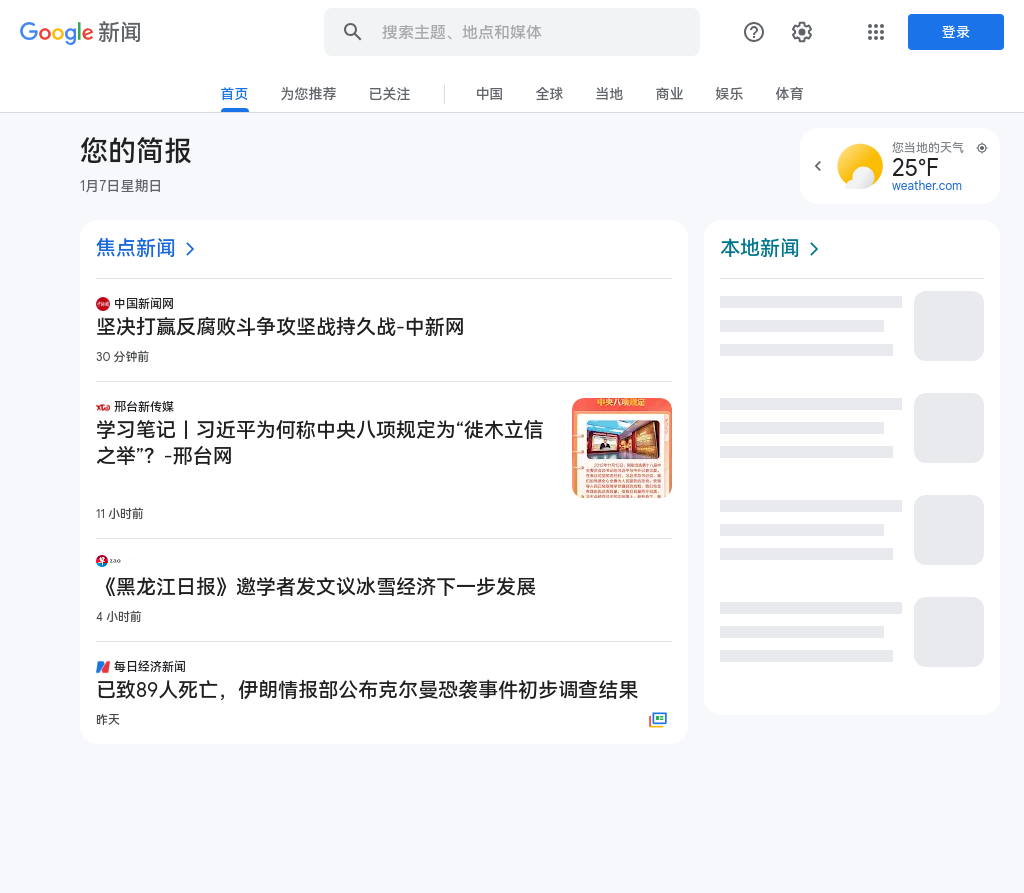 Google 新闻
搜索主题、地点和媒体
登录
首页
为您推荐
已关注
中国
全球
当地
商业
娱乐
体育
您的简报
1月7日星期日
您当地的天气
25°F
weather.com
焦点新闻
本地新闻
中国新闻网
坚决打赢反腐败斗争攻坚战持久战-中新网
30 分钟前
邢台新传媒
学习笔记丨习近平为何称中央八项规定为“徙木立信
之举”？-邢台网
中央八项规定
11 小时前
《黑龙江日报》邀学者发文议冰雪经济下一步发展
4 小时前
每日经济新闻
已致89人死亡，伊朗情报部公布克尔曼恐袭事件初步调查结果
昨天